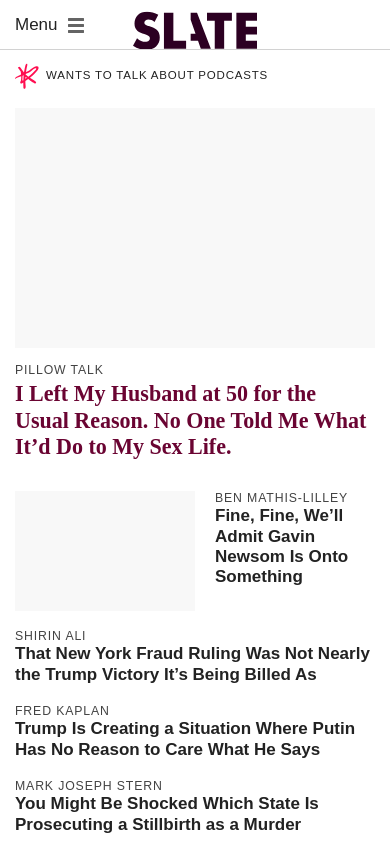 Menu
SLATE
WANTS TO TALK ABOUT PODCASTS
PILLOW TALK
I Left My Husband at 50 for the
Usual Reason. No One Told Me What
It’d Do to My Sex Life.
BEN MATHIS-LILLEY
Fine, Fine, We’ll
Admit Gavin
Newsom Is Onto
Something
SHIRIN ALI
That New York Fraud Ruling Was Not Nearly
the Trump Victory It’s Being Billed As
FRED KAPLAN
Trump Is Creating a Situation Where Putin
Has No Reason to Care What He Says
MARK JOSEPH STERN
You Might Be Shocked Which State Is
Prosecuting a Stillbirth as a Murder